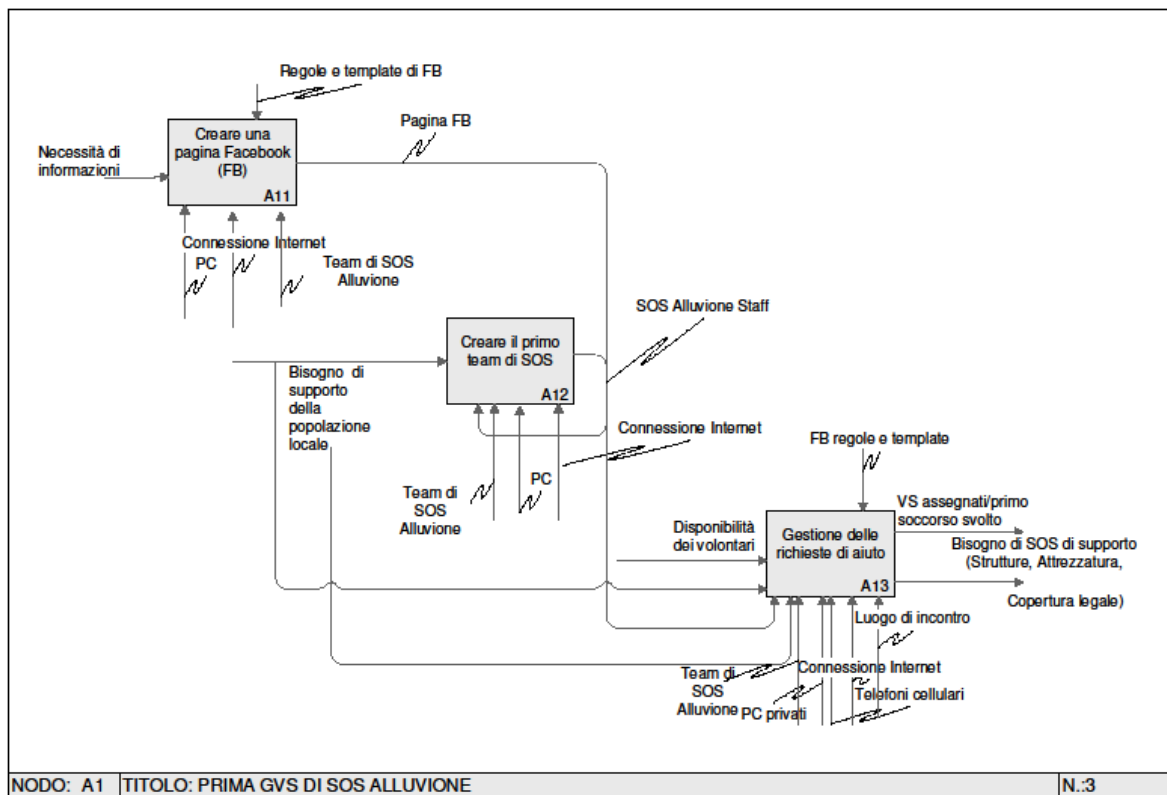 Regole e template di FB
Pagina FB
Creare una
pagina Facebook
(FB)
A11
Necessità di
informazioni
Connessione Internet
PC
Team di SOS
Alluvione
SOS Alluvione Staff
Creare il primo
team di SOS
A12
Bisogno di
supporto
della
popolazione
locale
Connessione Internet
PC
Team di
SOS
Alluvione
FB regole e template
VS assegnati/primo
soccorso svolto
Disponibilità
dei volontari
Gestione delle
richieste di aiuto
A13
Bisogno di SOS di supporto
(Strutture, Attrezzatura,
Copertura legale)
Luogo di incontro
Team di
SOS
Alluvione
Connessione Internet
PC privati
Telefoni cellulari
NODO: A1 TITOLO: PRIMA GVS DI SOS ALLUVIONE N.:3